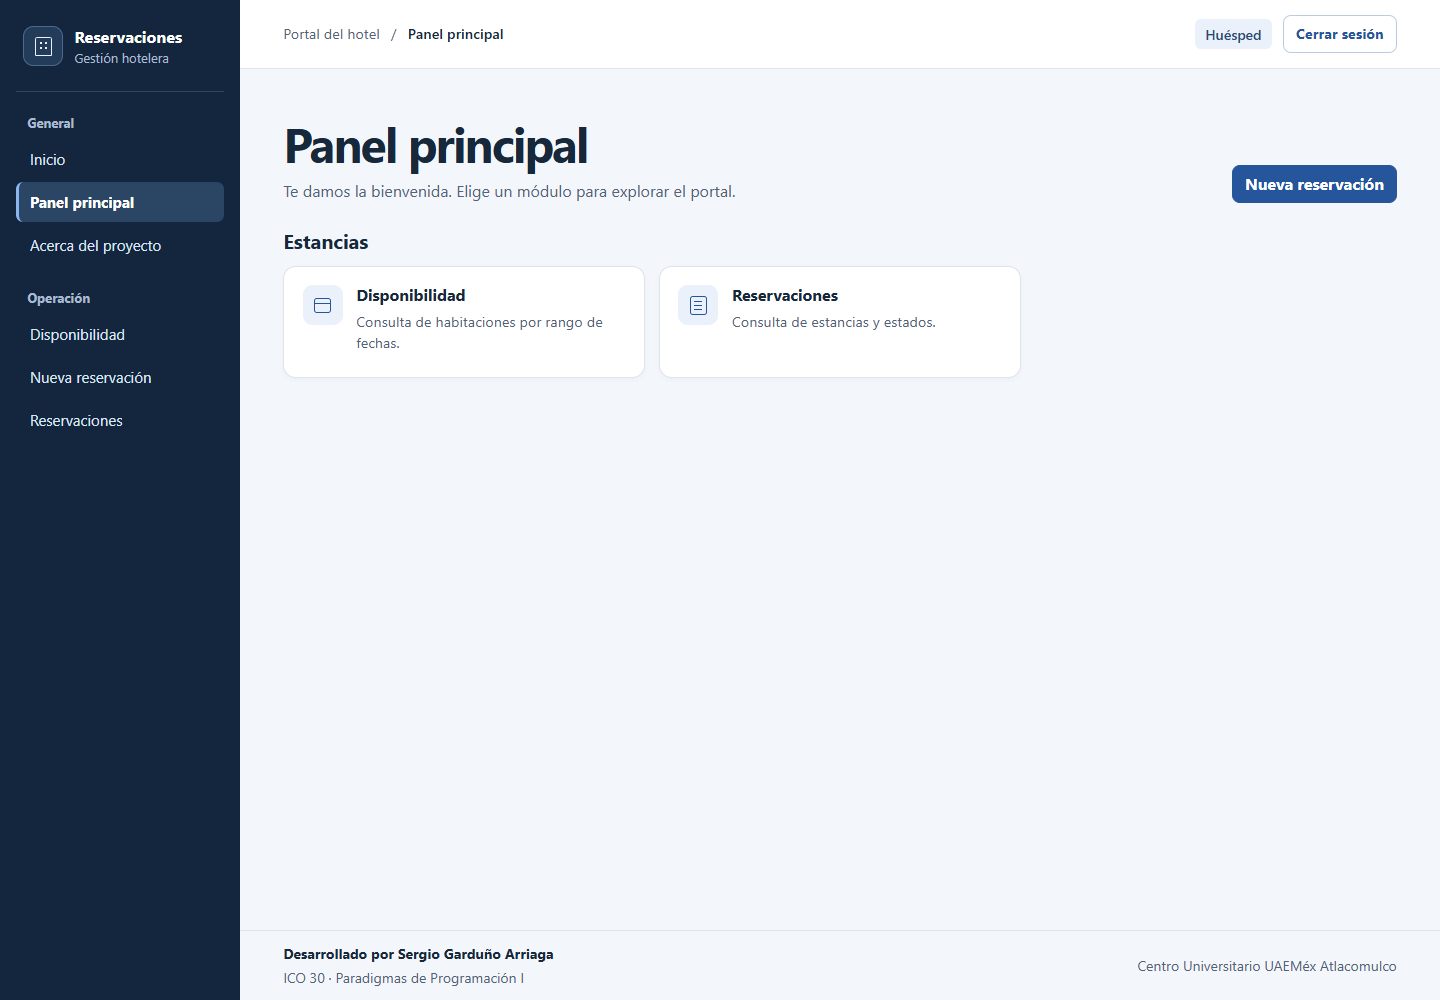 Reservaciones
Gestión hotelera
General
Inicio
Panel principal
Acerca del proyecto
Operación
Disponibilidad
Nueva reservación
Reservaciones
Portal del hotel / Panel principal
Huésped
Cerrar sesión
Panel principal
Te damos la bienvenida. Elige un módulo para explorar el portal.
Nueva reservación
Estancias
Disponibilidad
Consulta de habitaciones por rango de
fechas.
Reservaciones
Consulta de estancias y estados.
Desarrollado por Sergio Garduño Arriaga
ICO 30 · Paradigmas de Programación I
Centro Universitario UAEMéx Atlacomulco